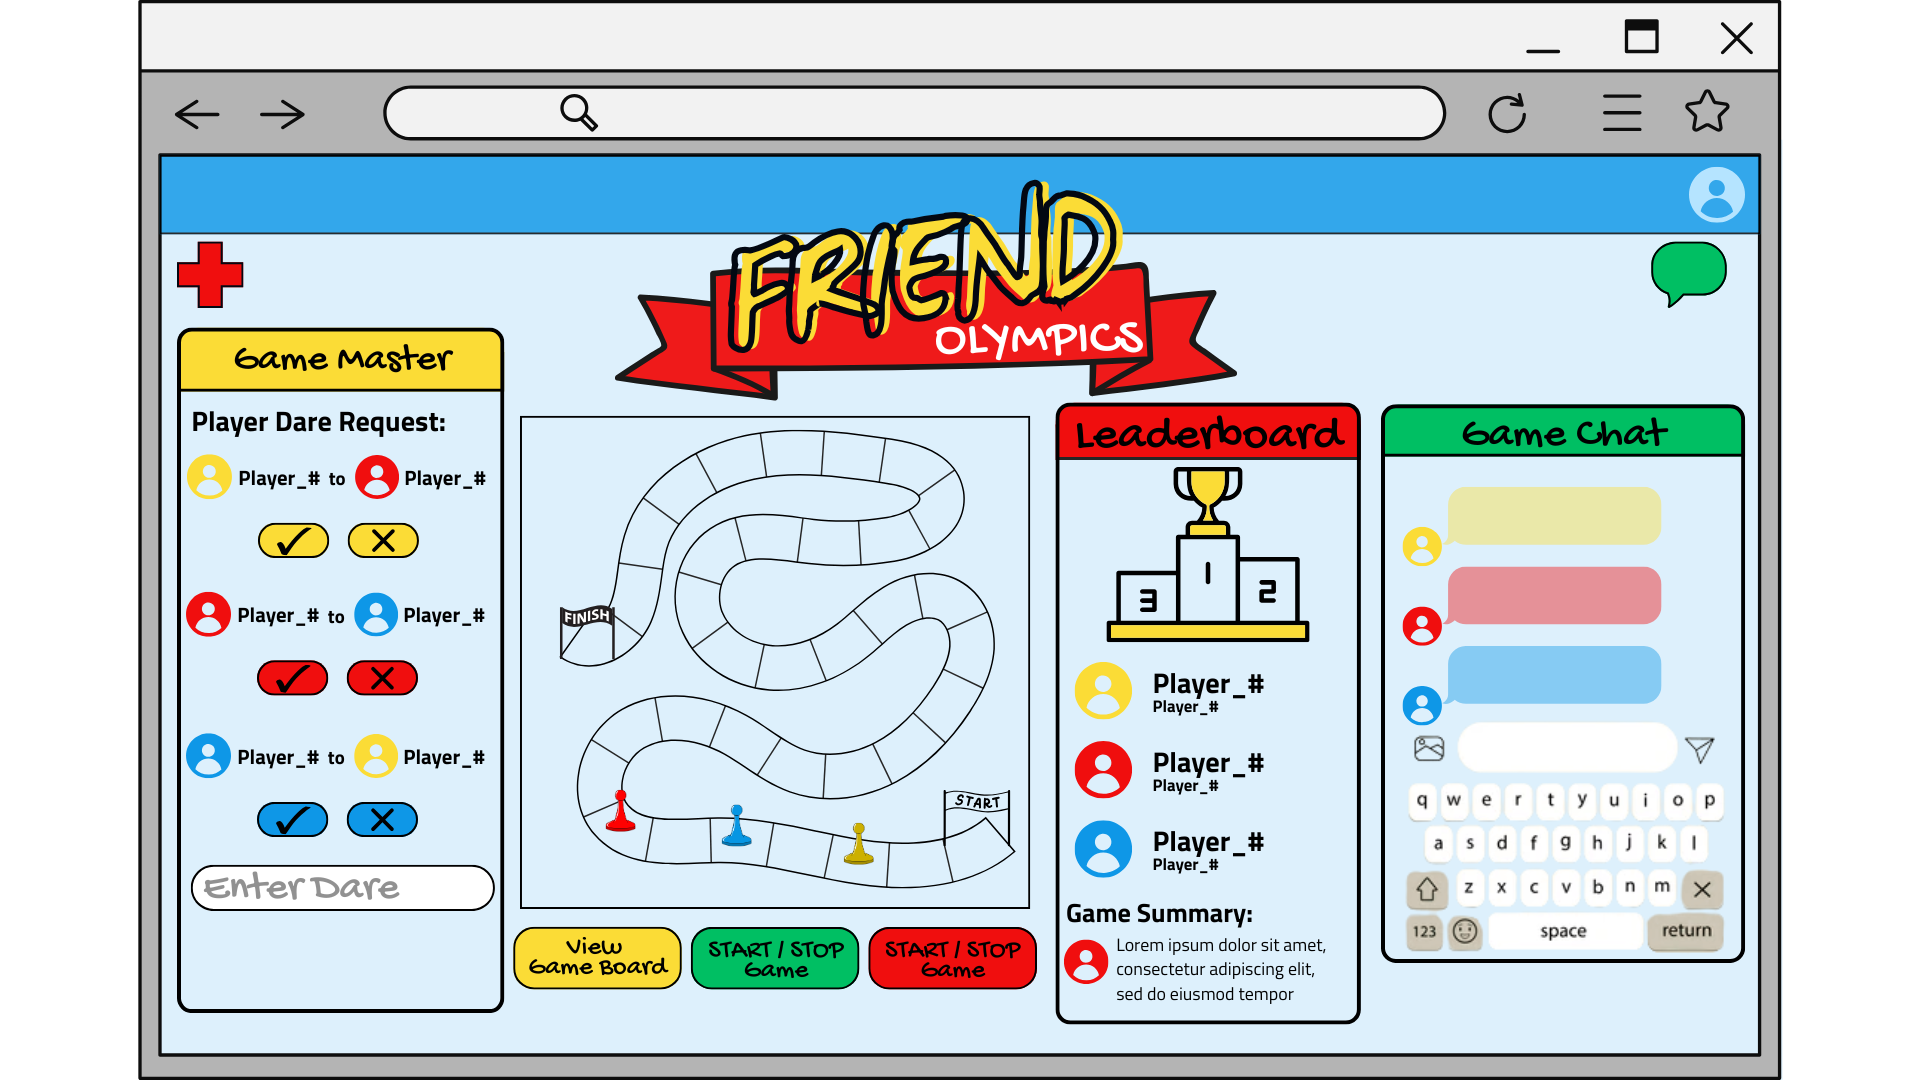 FRIEND
OLYMPICS
Game Master
Player Dare Request:
Player_# to Player_#
Player_# to Player_#
Player_# to Player_#
Enter Dare
FINISH
START
View
Game Board
START / STOP
Game
START / STOP
Game
Leaderboard
3 1 2
Player_#
Player_#
Player_#
Player_#
Player_#
Player_#
Game Summary:
Lorem ipsum dolor sit amet,
consectetur adipiscing elit,
sed do eiusmod tempor
Game Chat
q w e r t y u i o p
a s d f g h j k l
z x c v b n m
123 space return